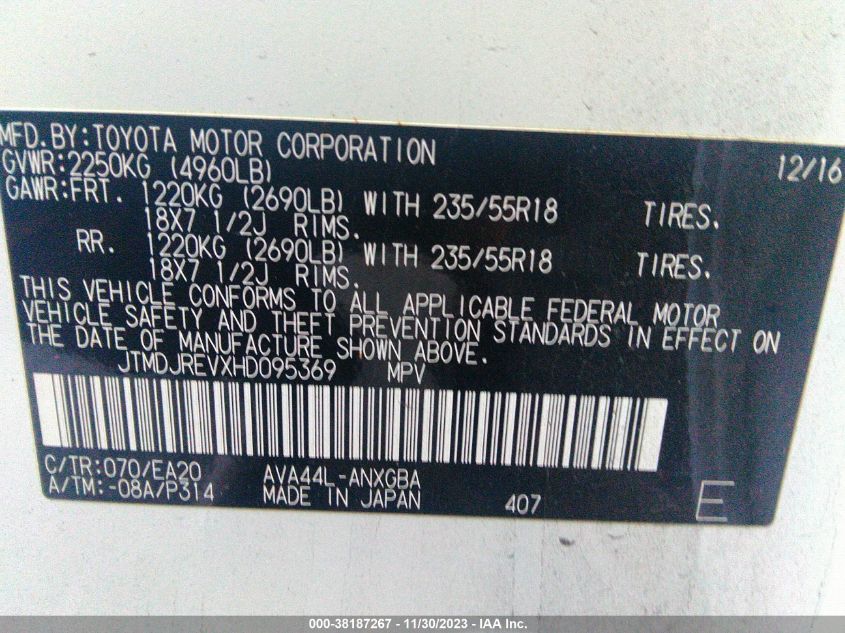 MFD.BY:TOYOTA MOTOR CORPORATION 12/16
GVWR:2250KG (4960LB)
GAWR:FRT. 1220KG (2690LB) WITH 235/55R18 TIRES.
18X7 1/2J RIMS.
RR. 1220KG (2690LB) WITH 235/55R18 TIRES.
18X7 1/2J RIMS.
THIS VEHICLE CONFORMS TO ALL APPLICABLE FEDERAL MOTOR
VEHICLE SAFETY AND THEFT PREVENTION STANDARDS IN EFFECT ON
THE DATE OF MANUFACTURE SHOWN ABOVE.
JTMDJREVXHD095369 MPV
C/TR:070/EA20 AVA44L-ANXGBA
A/TM:-08A/P314 MADE IN JAPAN 407 E
000-38187267 - 11/30/2023 - IAA Inc.